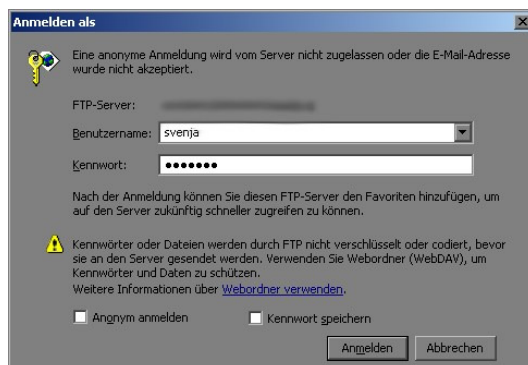 Anmelden als
Eine anonyme Anmeldung wird vom Server nicht zugelassen oder die E-Mail-Adresse
wurde nicht akzeptiert.
FTP-Server:
Benutzername: svenja
Kennwort: •••••••
Nach der Anmeldung können Sie diesen FTP-Server den Favoriten hinzufügen, um
auf den Server zukünftig schneller zugreifen zu können.
Kennwörter oder Dateien werden durch FTP nicht verschlüsselt oder codiert, bevor
sie an den Server gesendet werden. Verwenden Sie Webordner (WebDAV), um
Kennwörter und Daten zu schützen.
Weitere Informationen über Webordner verwenden.
Anonym anmelden Kennwort speichern
Anmelden Abbrechen